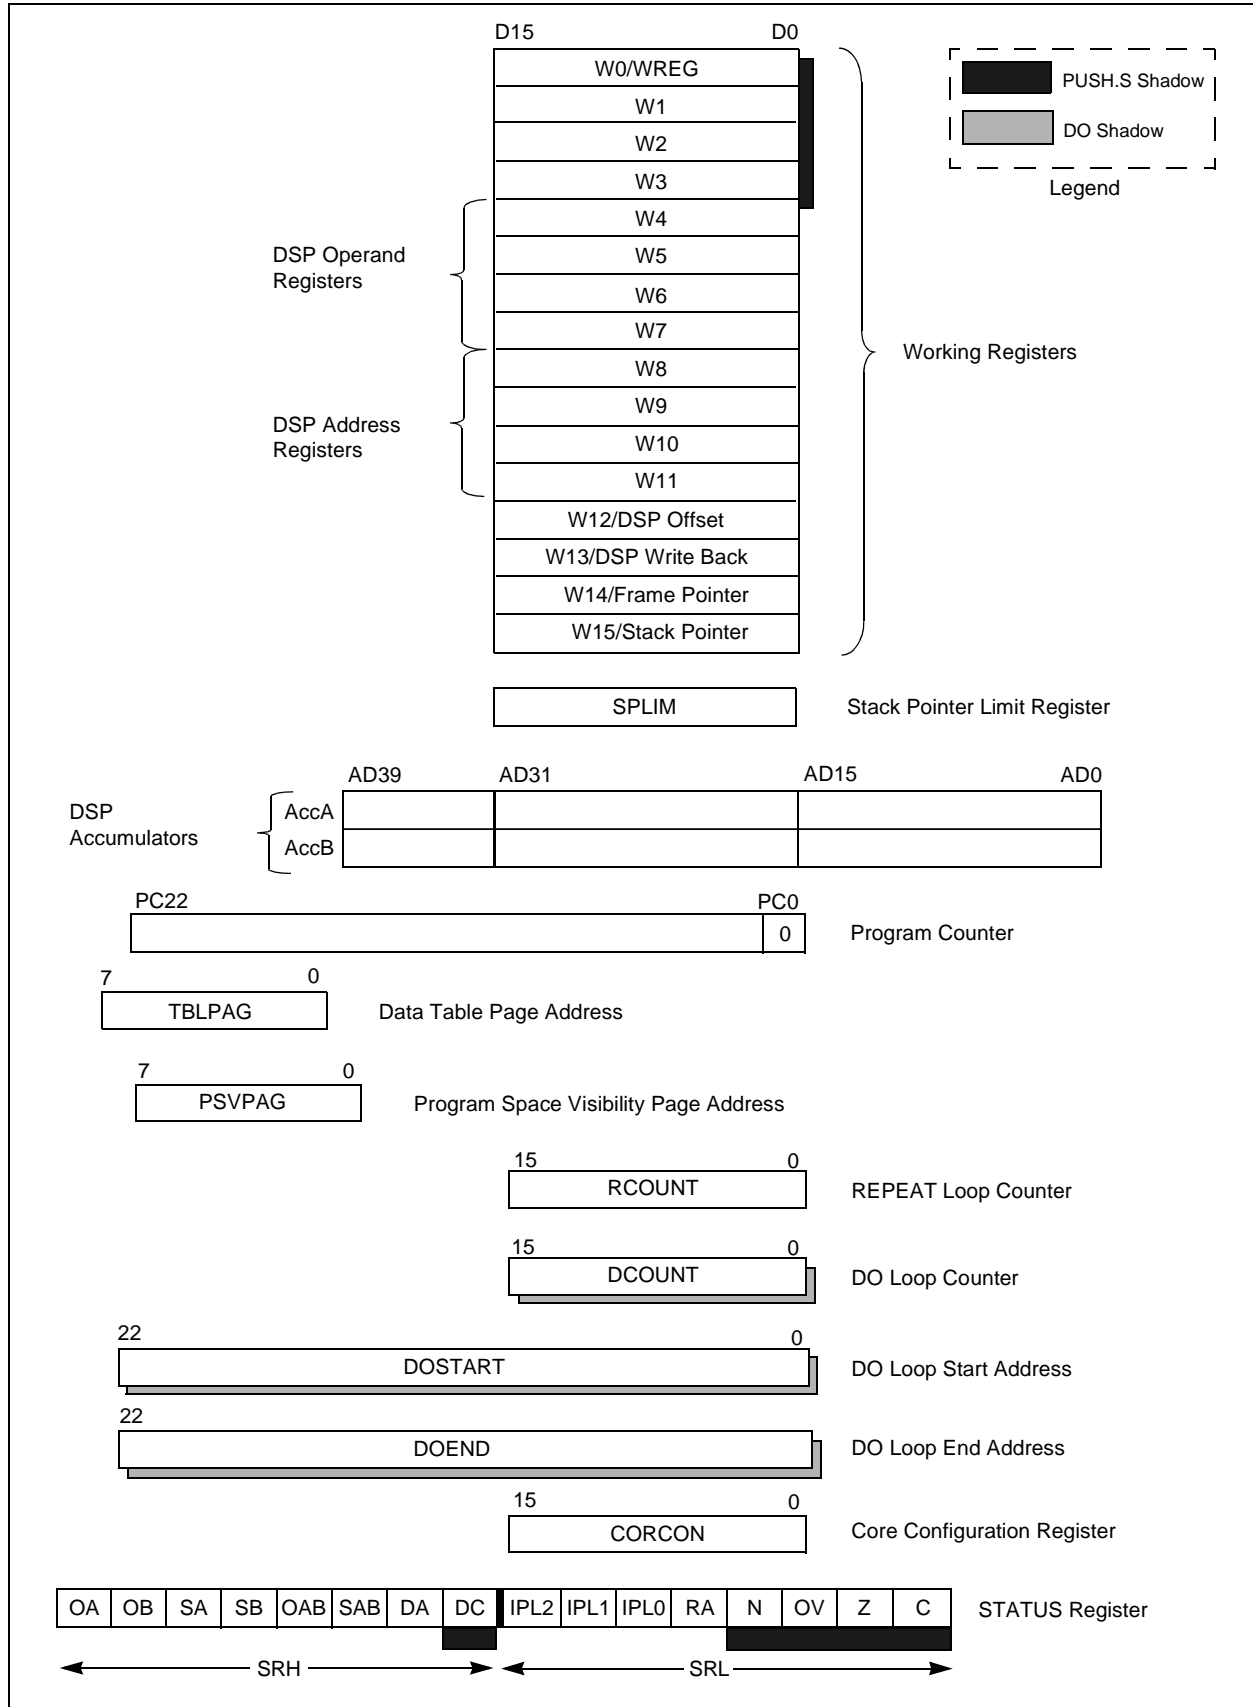 D15 D0
W0/WREG
PUSH.S Shadow
W1
DO Shadow
W2
W3
Legend
W4
DSP Operand
Registers
W5
W6
W7
Working Registers
W8
W9
DSP Address
Registers
W10
W11
W12/DSP Offset
W13/DSP Write Back
W14/Frame Pointer
W15/Stack Pointer
SPLIM Stack Pointer Limit Register
AD39 AD31 AD15 AD0
DSP
Accumulators
AccA
AccB
PC22 PC0
0 Program Counter
7 0
TBLPAG Data Table Page Address
7 0
PSVPAG Program Space Visibility Page Address
15 0
RCOUNT REPEAT Loop Counter
15 0
DCOUNT DO Loop Counter
22 0
DOSTART DO Loop Start Address
22
DOEND DO Loop End Address
15 0
CORCON Core Configuration Register
OA OB SA SB OAB SAB DA DC IPL2 IPL1 IPL0 RA N OV Z C STATUS Register
SRH SRL